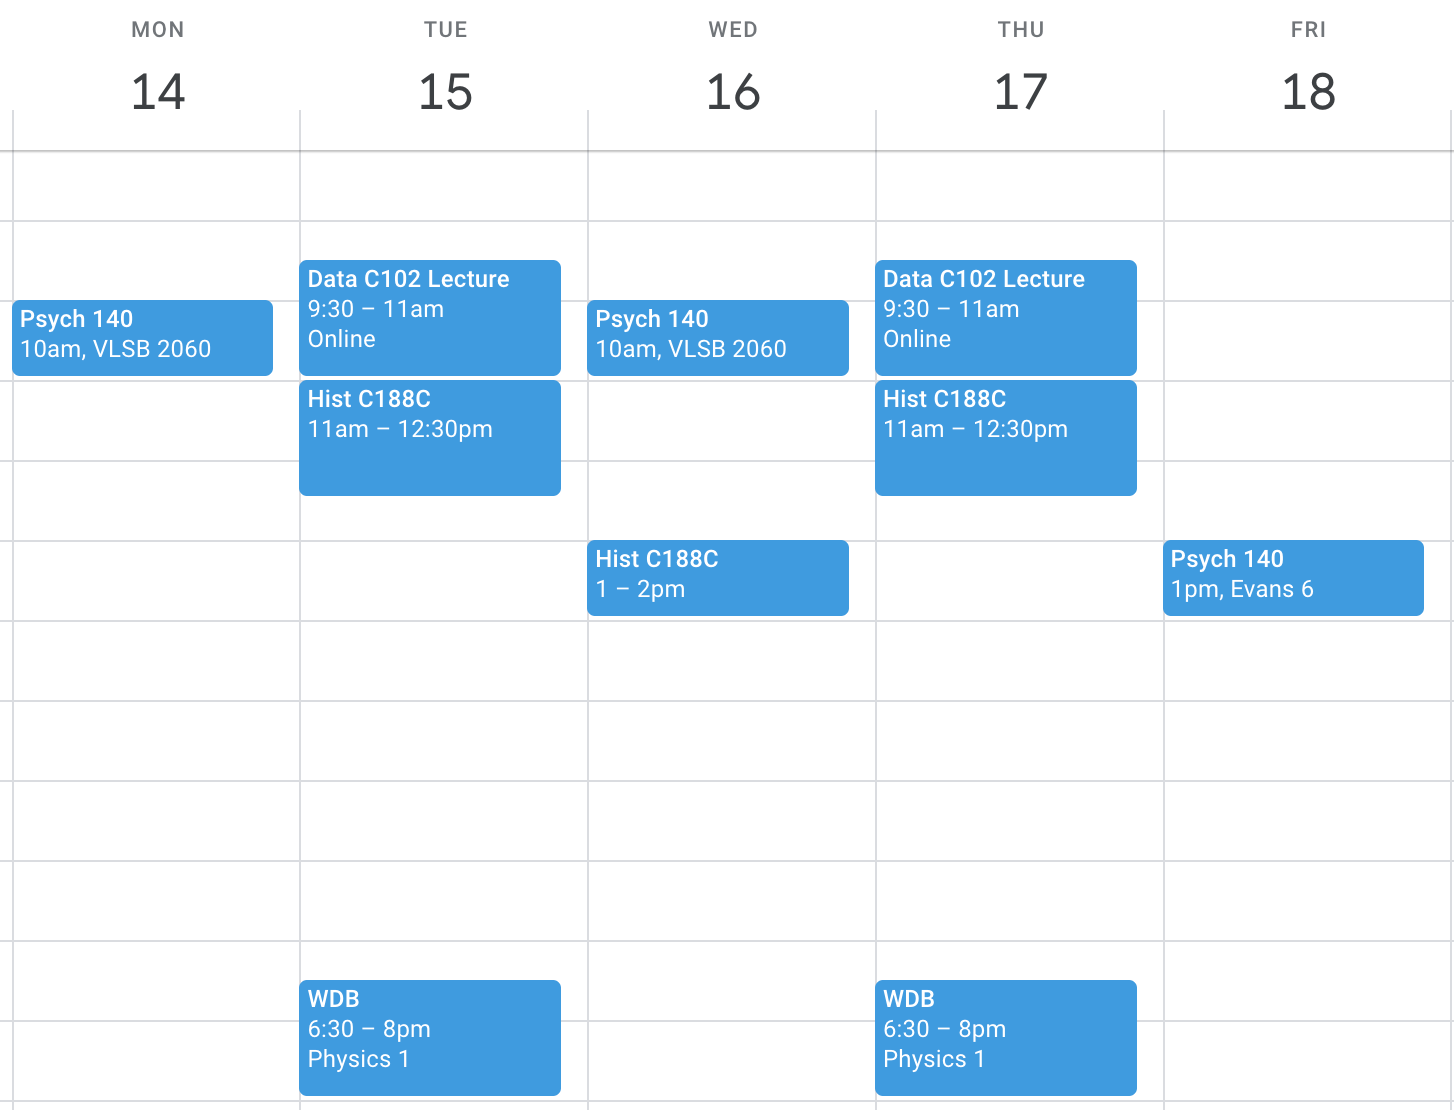 MON
14
TUE
15
WED
16
THU
17
FRI
18
Psych 140
10am, VLSB 2060
Data C102 Lecture
9:30 – 11am
Online
Hist C188C
11am – 12:30pm
WDB
6:30 – 8pm
Physics 1
Psych 140
10am, VLSB 2060
Hist C188C
1 – 2pm
Data C102 Lecture
9:30 – 11am
Online
Hist C188C
11am – 12:30pm
WDB
6:30 – 8pm
Physics 1
Psych 140
1pm, Evans 6